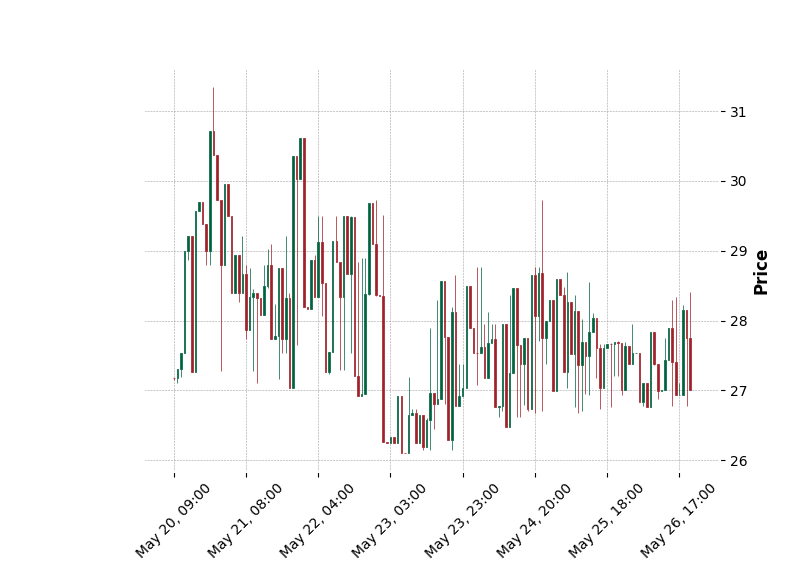 31
30
29
28
27
26
Price
May 20, 09:00
May 21, 08:00
May 22, 04:00
May 23, 03:00
May 23, 23:00
May 24, 20:00
May 25, 18:00
May 26, 17:00